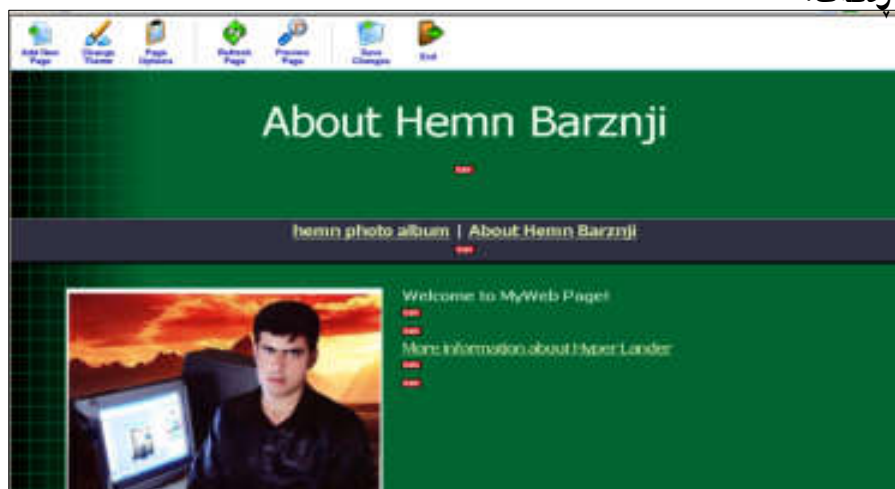 Add New Page
Change Theme
Page Options
Refresh Page
Preview Page
Save Changes
End
About Hemn Barznji
hemn photo album | About Hemn Barznji
Welcome to MyWeb Page!
More information about Hyper Lander